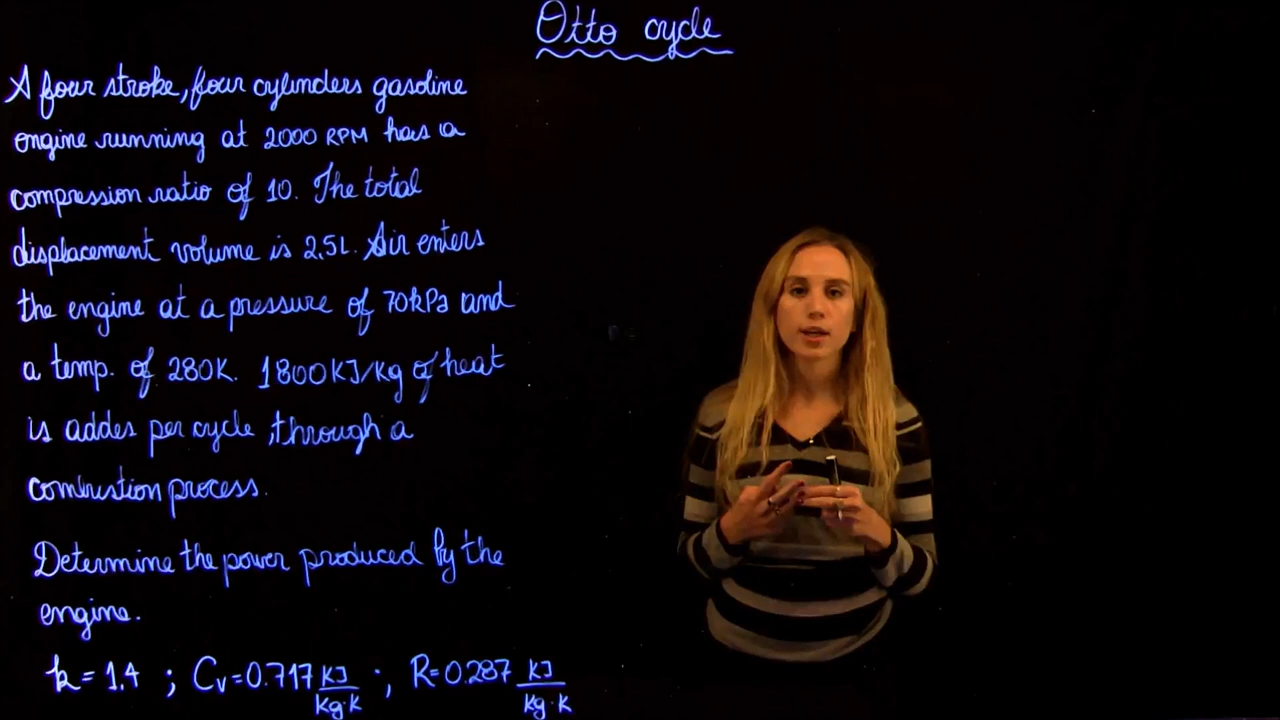 Otto cycle
A four stroke, four cylinders gasoline
engine running at 2000 RPM has a
compression ratio of 10. The total
displacement volume is 2.5L. Air enters
the engine at a pressure of 70kPa and
a temp. of 280K. 1800KJ/Kg of heat
is addes per cycle, through a
combustion process.
Determine the power produced by the
engine.
k = 1.4 ; Cv = 0.717 KJ/Kg·K ; R = 0.287 KJ/Kg·K